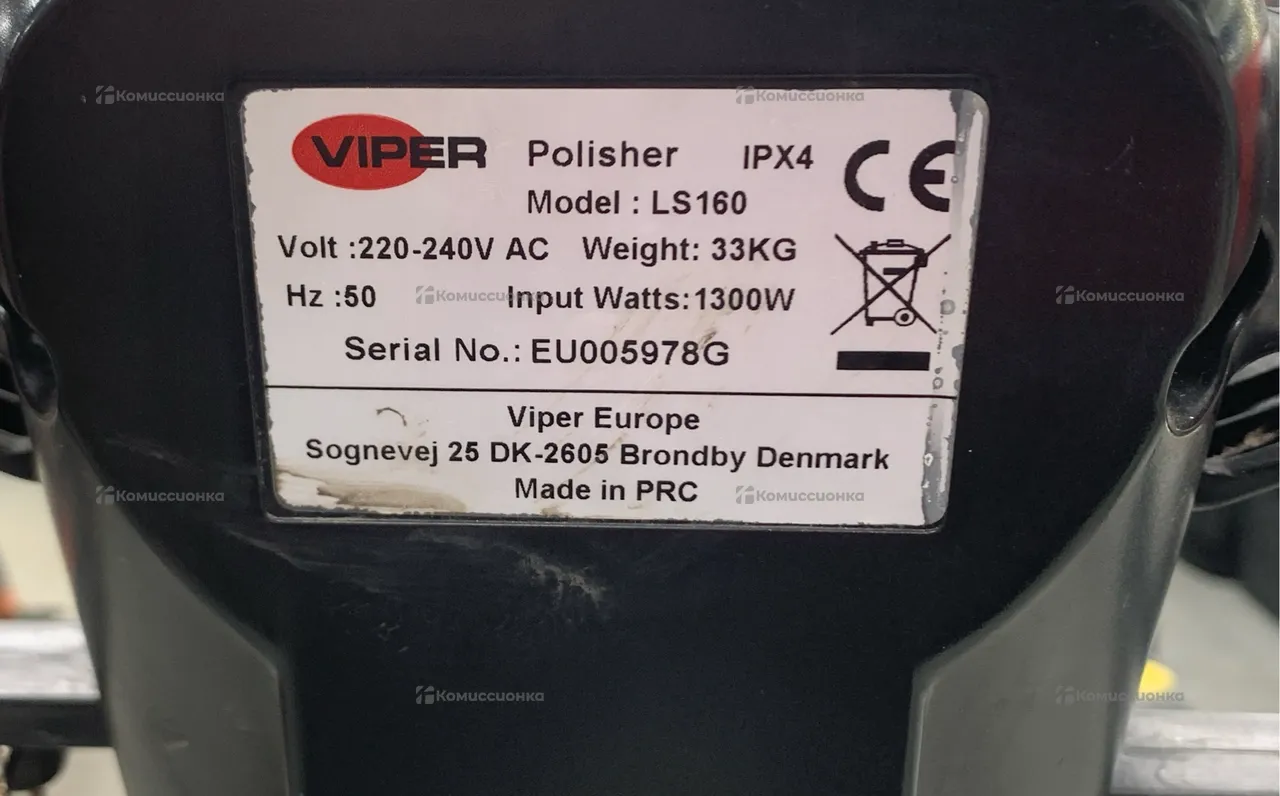 Комиссионка Комиссионка
VIPER Polisher IPX4 CE
Model : LS160
Volt :220-240V AC Weight: 33KG
Hz :50 Input Watts:1300W
Комиссионка Комиссионка
Serial No.: EU005978G
Viper Europe
Sognevej 25 DK-2605 Brondby Denmark
Made in PRC
Комиссионка Комиссионка
Комиссионка Комиссионка